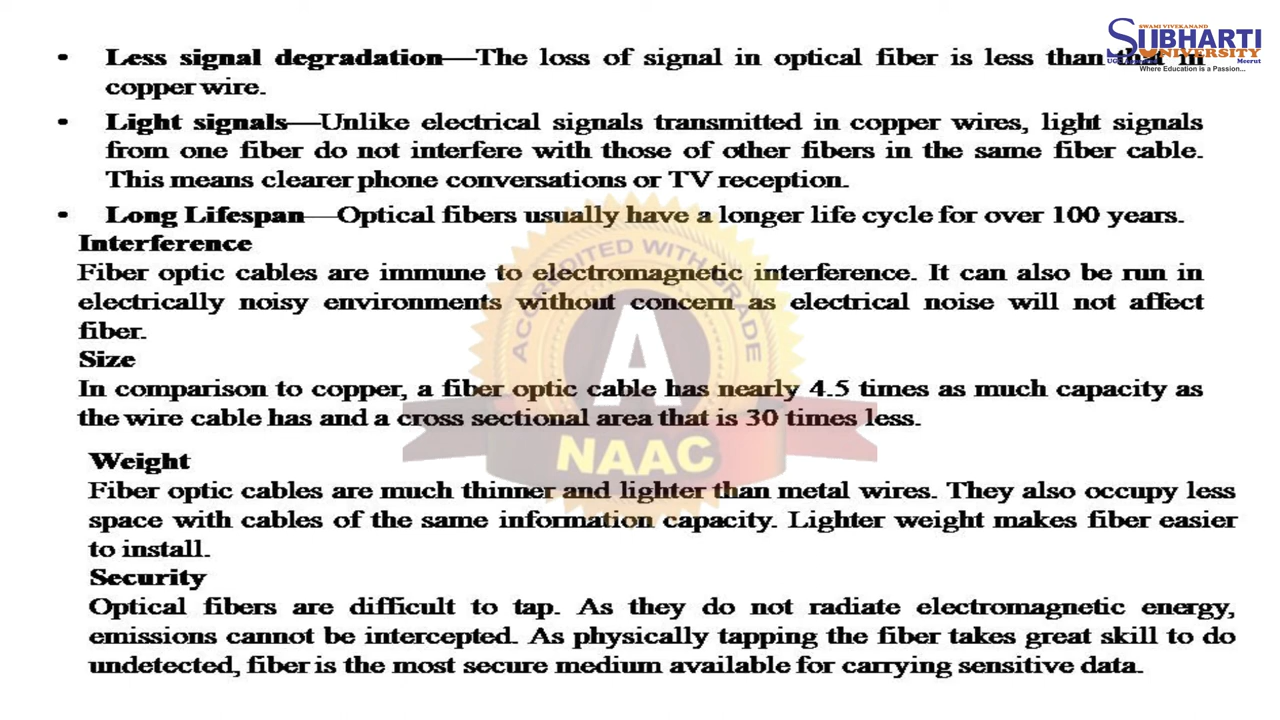 SWAMI VIVEKANAND
SUBHARTI
UNIVERSITY
Meerut
Where Education is a Passion...
• Less signal degradation—The loss of signal in optical fiber is less than that in
copper wire.
• Light signals—Unlike electrical signals transmitted in copper wires, light signals
from one fiber do not interfere with those of other fibers in the same fiber cable.
This means clearer phone conversations or TV reception.
• Long Lifespan—Optical fibers usually have a longer life cycle for over 100 years.
Interference
Fiber optic cables are immune to electromagnetic interference. It can also be run in
electrically noisy environments without concern as electrical noise will not affect
fiber.
Size
In comparison to copper, a fiber optic cable has nearly 4.5 times as much capacity as
the wire cable has and a cross sectional area that is 30 times less.
Weight
Fiber optic cables are much thinner and lighter than metal wires. They also occupy less
space with cables of the same information capacity. Lighter weight makes fiber easier
to install.
Security
Optical fibers are difficult to tap. As they do not radiate electromagnetic energy,
emissions cannot be intercepted. As physically tapping the fiber takes great skill to do
undetected, fiber is the most secure medium available for carrying sensitive data.
ACCREDITED WITH GRADE
A
NAAC